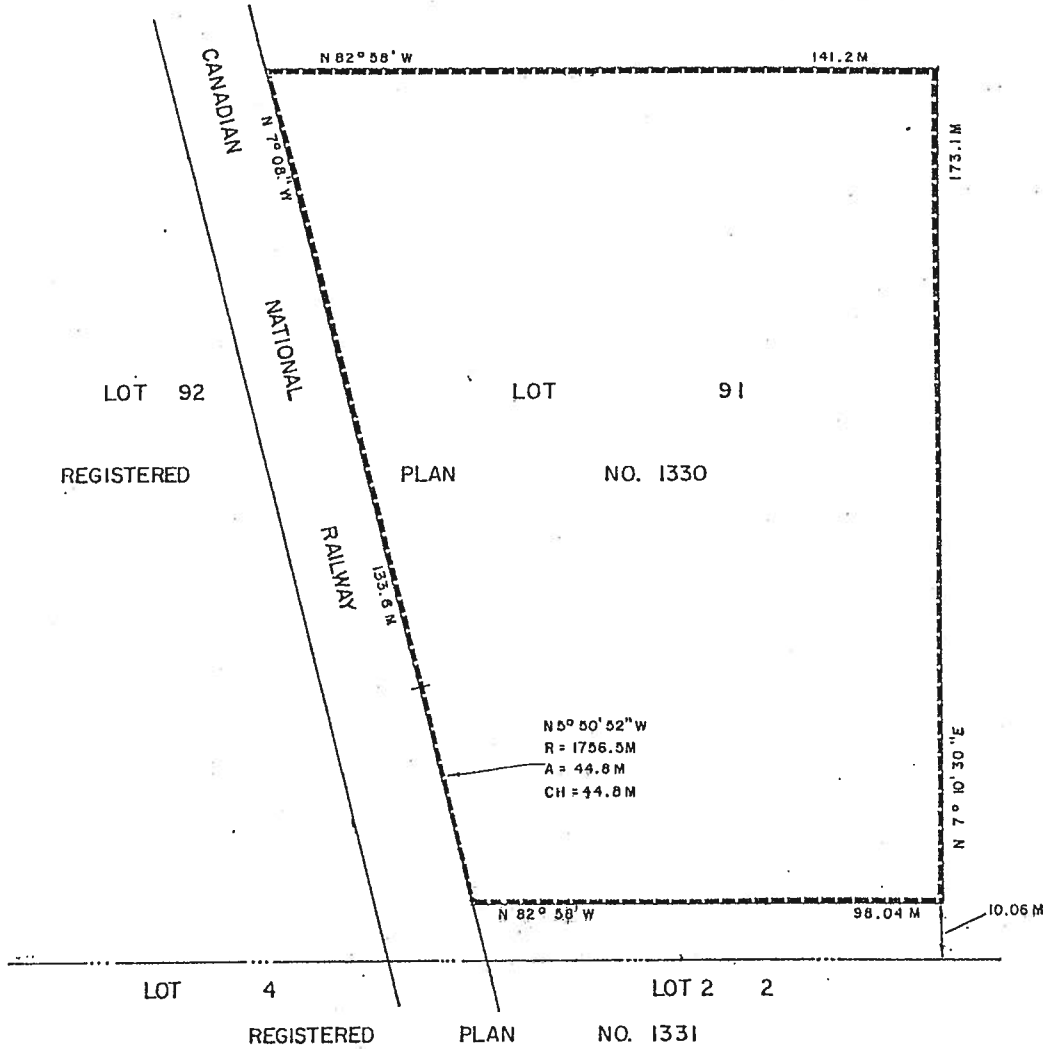 N 82° 58' W
141.2 M
CANADIAN
N 7° 08.' W
173.1 M
NATIONAL
LOT 92
LOT 91
REGISTERED PLAN NO. 1330
RAILWAY
133.6 M
N 5° 50' 52" W
R = 1756.5 M
A = 44.8 M
CH = 44.8 M
N 7° 10' 30" E
N 82° 58' W
98.04 M
10.06 M
LOT 4
LOT 2 2
REGISTERED PLAN NO. 1331